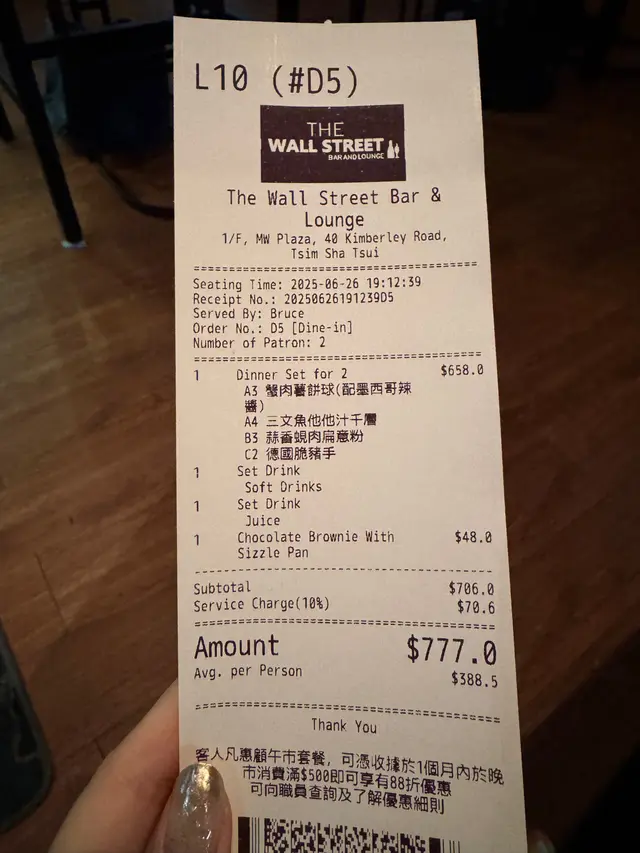 L10 (#D5)
THE
WALL STREET
BAR AND LOUNGE
The Wall Street Bar &
Lounge
1/F, MW Plaza, 40 Kimberley Road,
Tsim Sha Tsui
Seating Time: 2025-06-26 19:12:39
Receipt No.: 20250626191239D5
Served By: Bruce
Order No.: D5 [Dine-in]
Number of Patron: 2
1 Dinner Set for 2 $658.0
A3 蟹肉薯餅球(配墨西哥辣
醬)
A4 三文魚他他汁千層
B3 蒜香蜆肉扁意粉
C2 德國脆豬手
1 Set Drink
Soft Drinks
1 Set Drink
Juice
1 Chocolate Brownie With $48.0
Sizzle Pan
Subtotal $706.0
Service Charge(10%) $70.6
Amount $777.0
Avg. per Person $388.5
Thank You
客人凡惠顧午市套餐, 可憑收據於1個月內於晚
市消費滿$500即可享有88折優惠
可向職員查詢及了解優惠細則